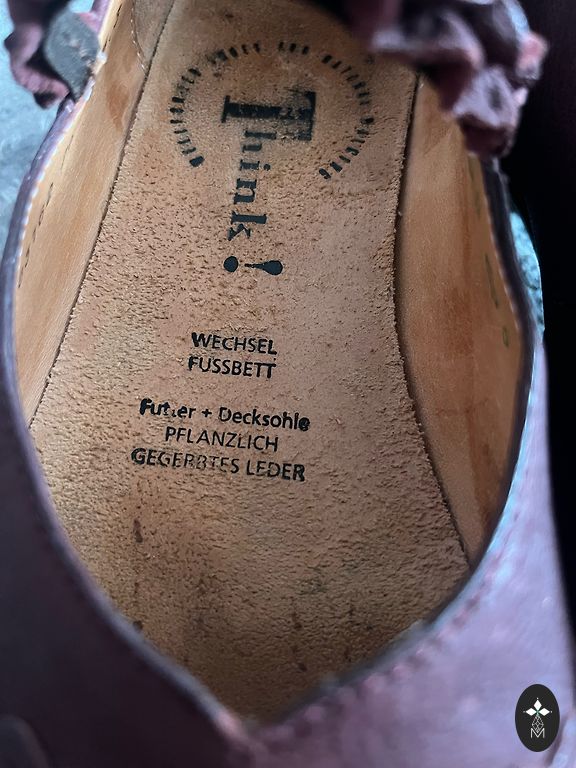 Think!
WECHSEL
FUSSBETT
Futter + Decksohle
PFLANZLICH
GEGERBTES LEDER